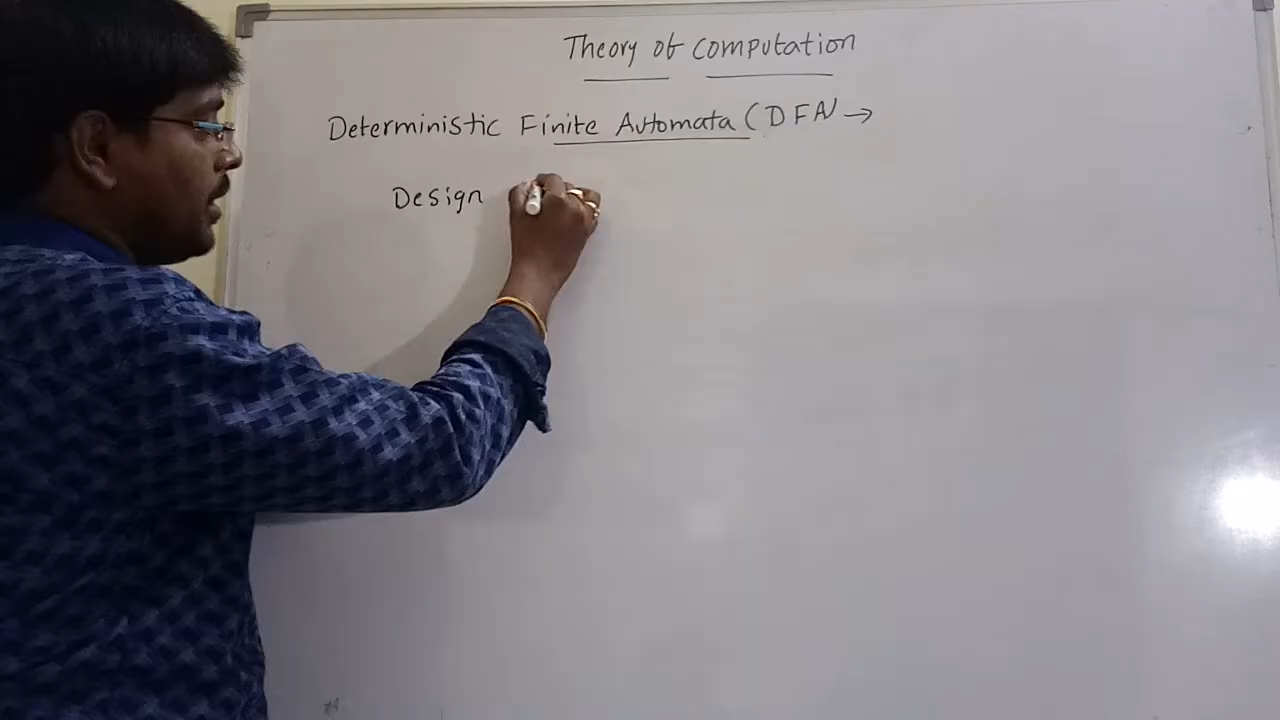 Theory of computation
Deterministic Finite Automata (DFA) →
Design